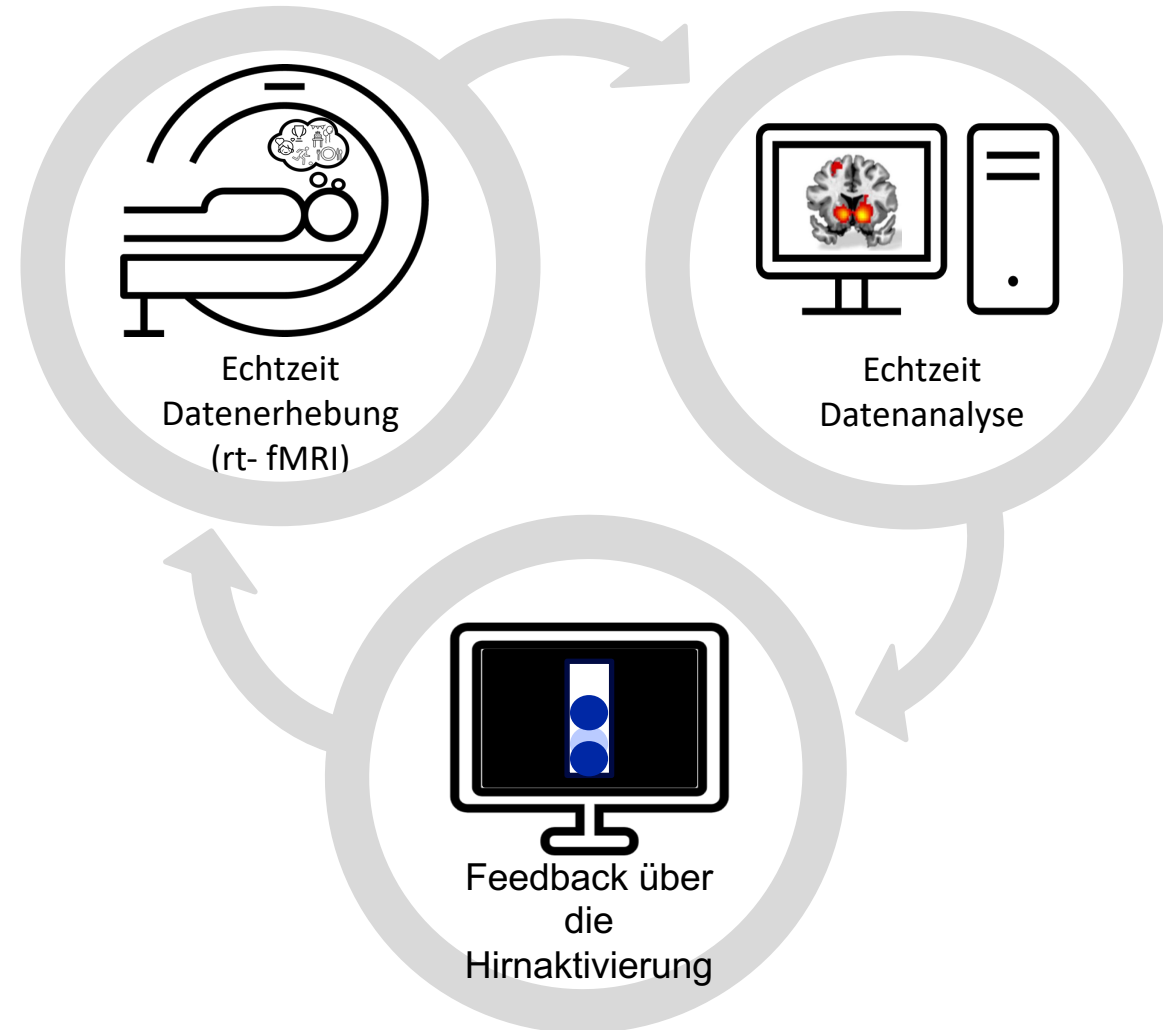 Echtzeit
Datenerhebung
(rt- fMRI)
Echtzeit
Datenanalyse
Feedback über
die
Hirnaktivierung